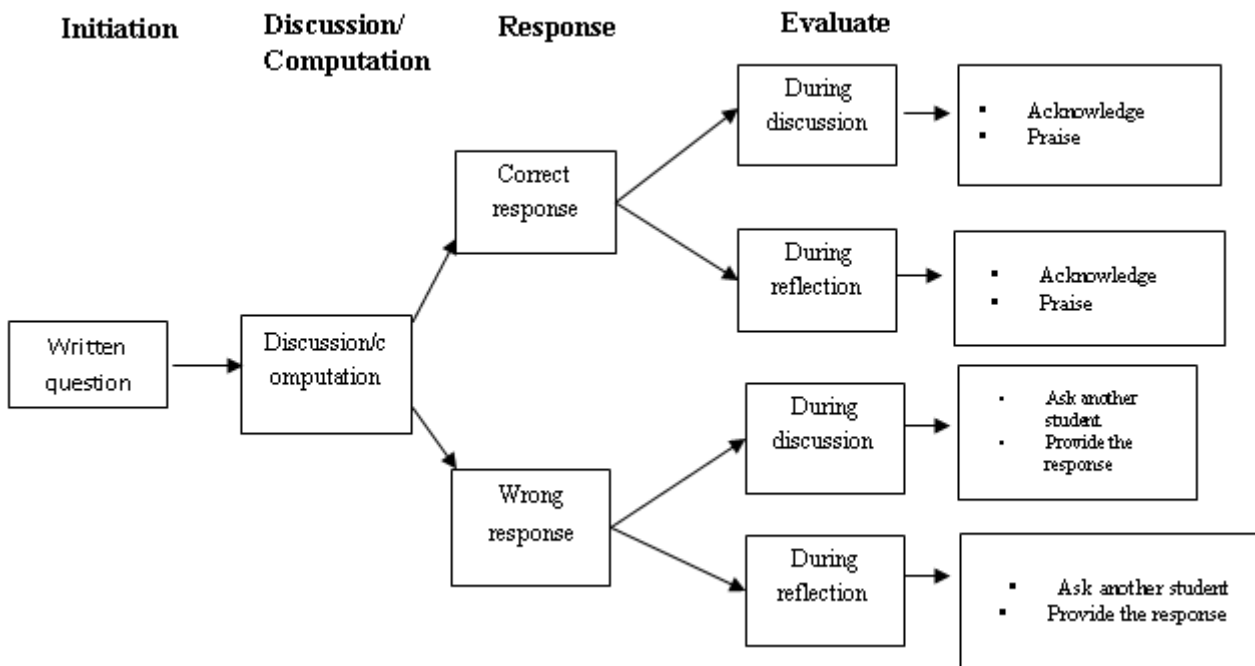 Initiation
Discussion/
Computation
Response
Evaluate
During
discussion
▪ Acknowledge
▪ Praise
Correct
response
During
reflection
▪ Acknowledge
▪ Praise
Written
question
Discussion/c
omputation
During
discussion
▪ Ask another
student
▪ Provide the
response
Wrong
response
During
reflection
▪ Ask another student
▪ Provide the response